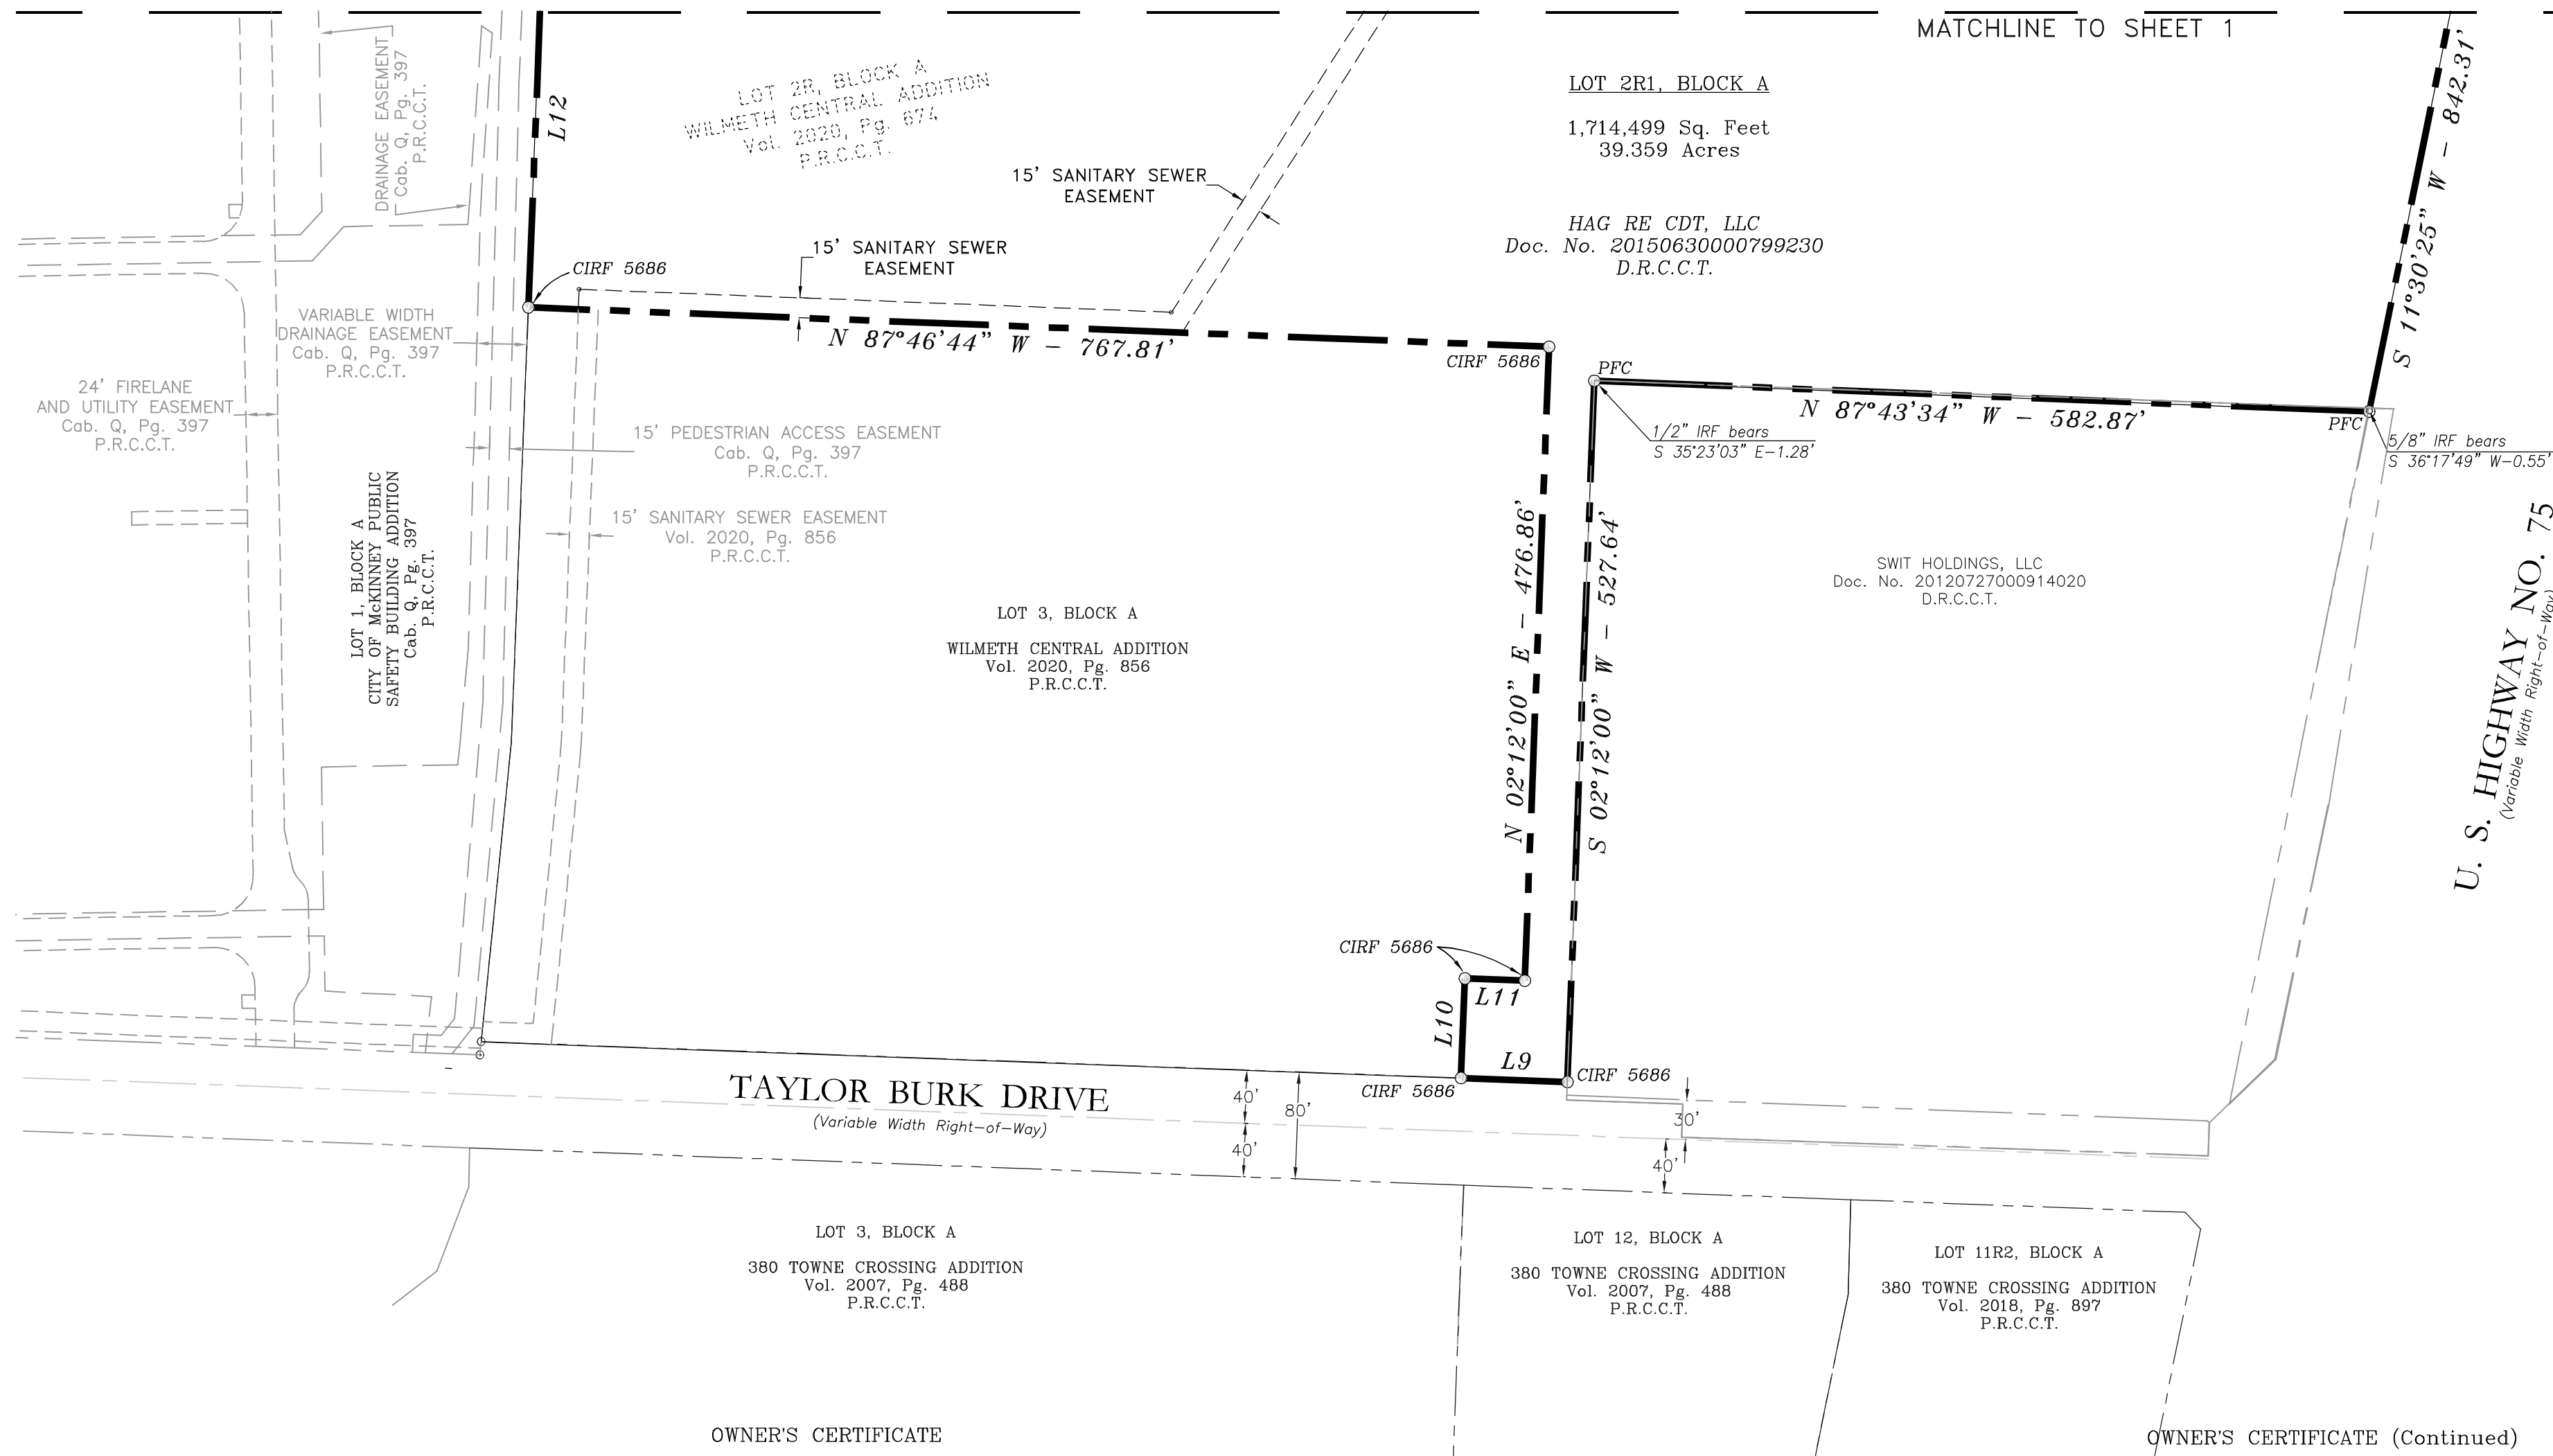 MATCHLINE TO SHEET 1
DRAINAGE EASEMENT
Cab. Q, Pg. 397
P.R.C.C.T.
L12
LOT 2R, BLOCK A
WILMETH CENTRAL ADDITION
Vol. 2020, Pg. 674
P.R.C.C.T.
15' SANITARY SEWER
EASEMENT
15' SANITARY SEWER
EASEMENT
LOT 2R1, BLOCK A
1,714,499 Sq. Feet
39.359 Acres
HAG RE CDT, LLC
Doc. No. 20150630000799230
D.R.C.C.T.
S 11°30'25" W - 842.31'
CIRF 5686
VARIABLE WIDTH
DRAINAGE EASEMENT
Cab. Q, Pg. 397
P.R.C.C.T.
N 87°46'44" W - 767.81'
CIRF 5686
PFC
N 87°43'34" W - 582.87'
PFC
1/2" IRF bears
S 35°23'03" E-1.28'
5/8" IRF bears
S 36°17'49" W-0.55'
24' FIRELANE
AND UTILITY EASEMENT
Cab. Q, Pg. 397
P.R.C.C.T.
15' PEDESTRIAN ACCESS EASEMENT
Cab. Q, Pg. 397
P.R.C.C.T.
LOT 1, BLOCK A
CITY OF McKINNEY PUBLIC
SAFETY BUILDING ADDITION
Cab. Q, Pg. 397
P.R.C.C.T.
15' SANITARY SEWER EASEMENT
Vol. 2020, Pg. 856
P.R.C.C.T.
LOT 3, BLOCK A
WILMETH CENTRAL ADDITION
Vol. 2020, Pg. 856
P.R.C.C.T.
N 02°12'00" E - 476.86'
S 02°12'00" W - 527.64'
SWIT HOLDINGS, LLC
Doc. No. 20120727000914020
D.R.C.C.T.
U. S. HIGHWAY NO. 75
(Variable Width Right-of-Way)
CIRF 5686
L11
L10
L9
CIRF 5686
CIRF 5686
TAYLOR BURK DRIVE
(Variable Width Right-of-Way)
40'
80'
40'
30'
40'
LOT 3, BLOCK A
380 TOWNE CROSSING ADDITION
Vol. 2007, Pg. 488
P.R.C.C.T.
LOT 12, BLOCK A
380 TOWNE CROSSING ADDITION
Vol. 2007, Pg. 488
P.R.C.C.T.
LOT 11R2, BLOCK A
380 TOWNE CROSSING ADDITION
Vol. 2018, Pg. 897
P.R.C.C.T.
OWNER'S CERTIFICATE
OWNER'S CERTIFICATE (Continued)